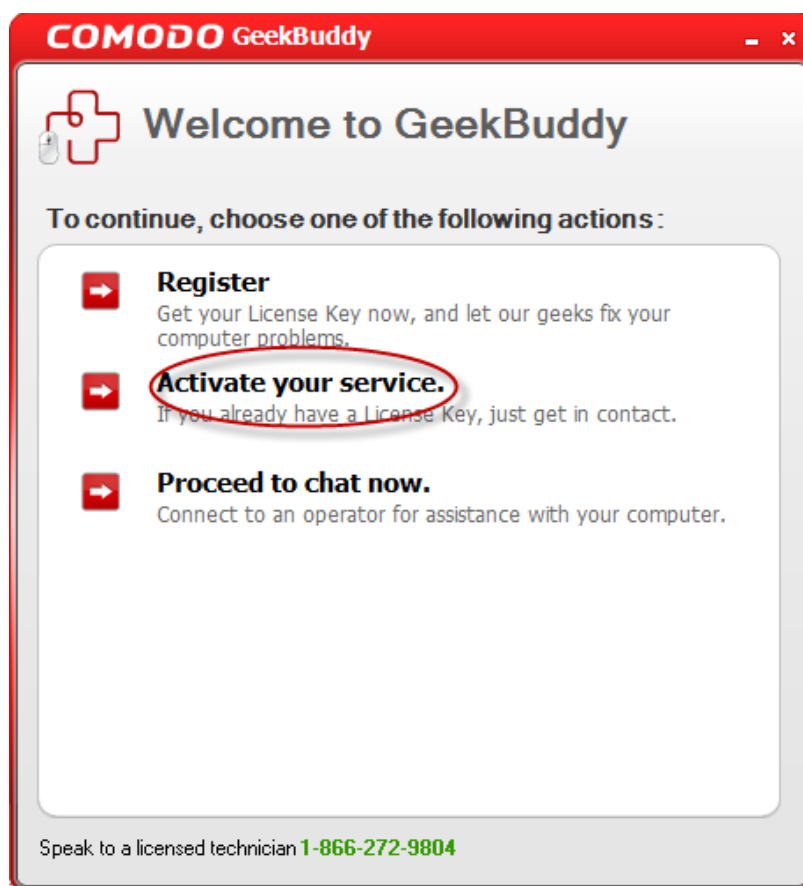 COMODO GeekBuddy
Welcome to GeekBuddy
To continue, choose one of the following actions:
Register
Get your License Key now, and let our geeks fix your
computer problems.
Activate your service.
If you already have a License Key, just get in contact.
Proceed to chat now.
Connect to an operator for assistance with your computer.
Speak to a licensed technician 1-866-272-9804